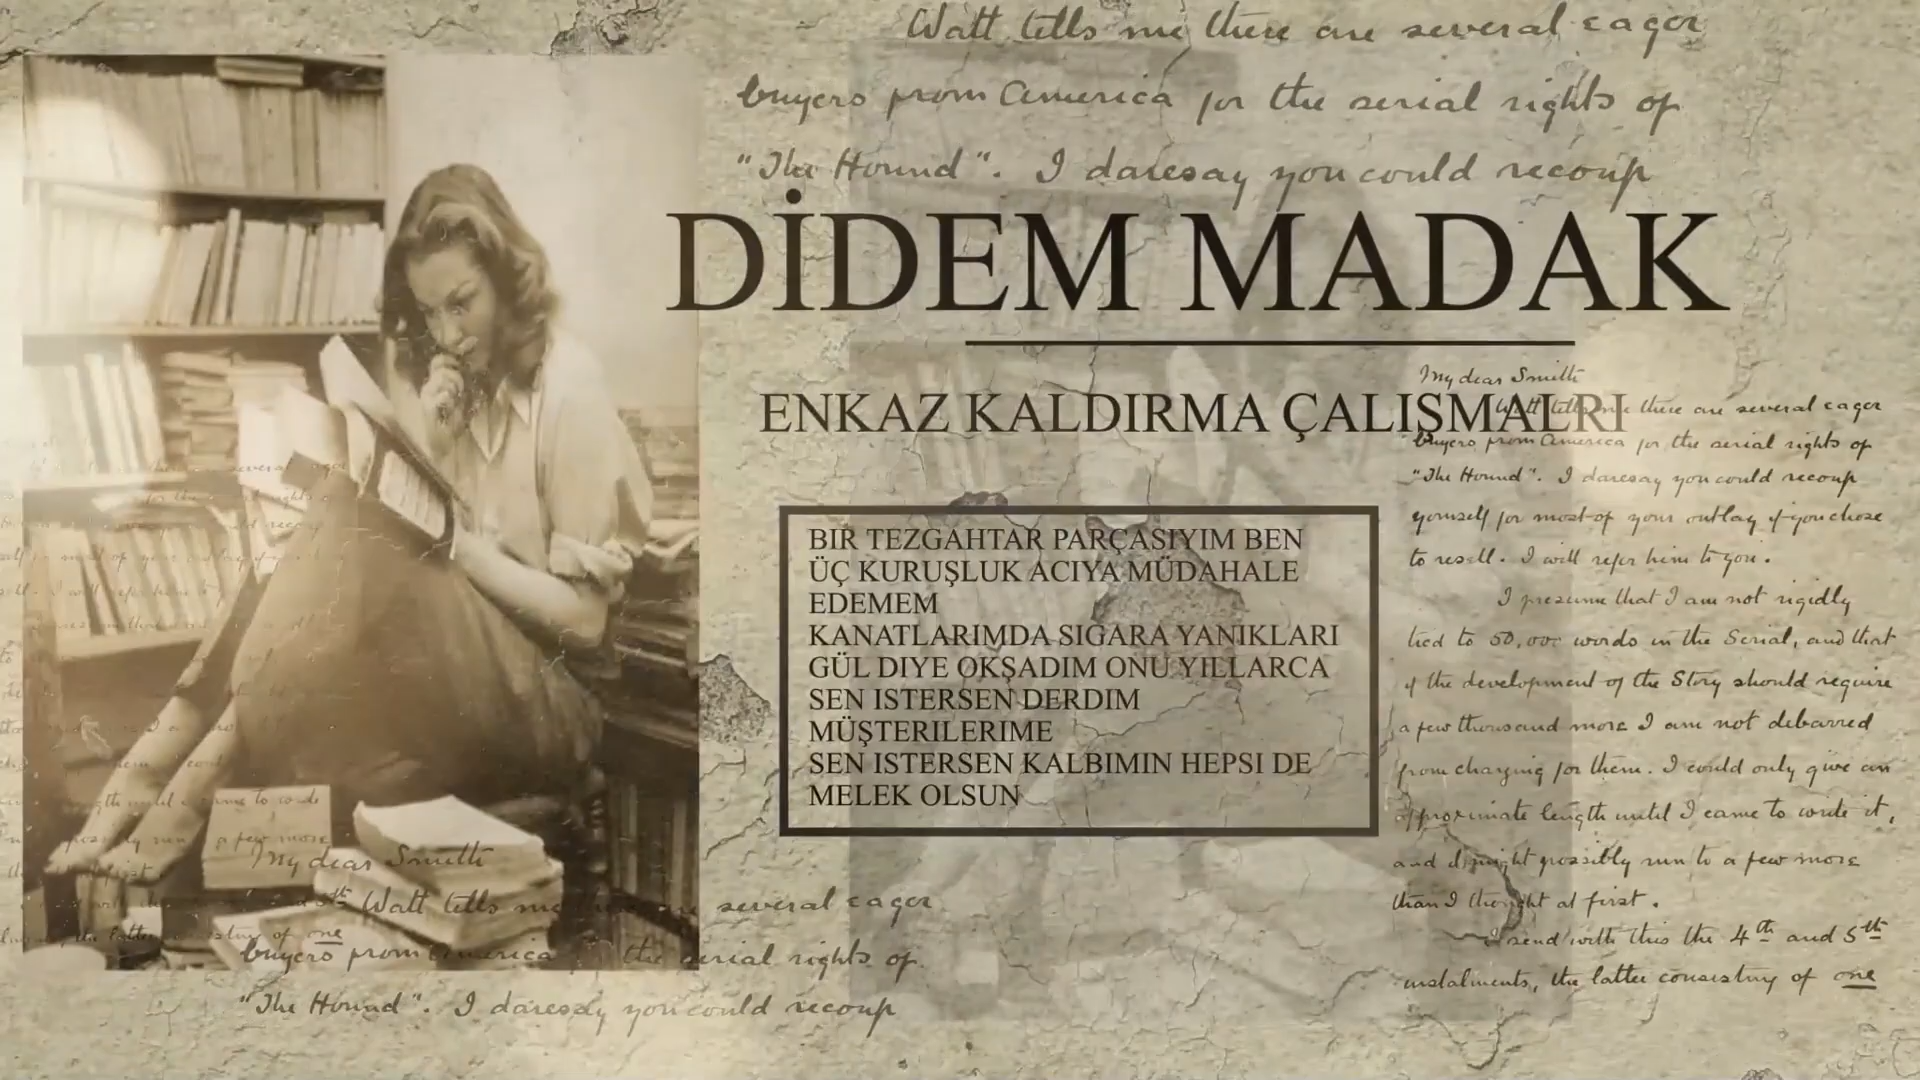 Watt tells me there are several eager
buyers from America for the serial rights of
"The Hound". I daresay you could recoup
DİDEM MADAK
ENKAZ KALDIRMA ÇALIŞMALRI
BIR TEZGAHTAR PARÇASIYIM BEN
ÜÇ KURUŞLUK ACIYA MÜDAHALE
EDEMEM
KANATLARIMDA SIGARA YANIKLARI
GÜL DIYE OKŞADIM ONU YILLARCA
SEN ISTERSEN DERDIM
MÜŞTERILERIME
SEN ISTERSEN KALBIMIN HEPSI DE
MELEK OLSUN
My dear Smith
Watt tells me there are several eager
buyers from America for the serial rights of
"The Hound". I daresay you could recoup
yourself for most of your outlay if you chose
to resell. I will refer him to you.
I presume that I am not rigidly
tied to 50,000 words in the Serial, and that
if the development of the Story should require
a few thousand more I am not debarred
from charging for them. I could only give an
approximate length until I came to write it,
and it might possibly run to a few more
than I thought at first.
I send with this the 4th and 5th
instalments, the latter consisting of one
My dear Smith
Watt tells me there are several eager
buyers from America for the serial rights of
"The Hound". I daresay you could recoup